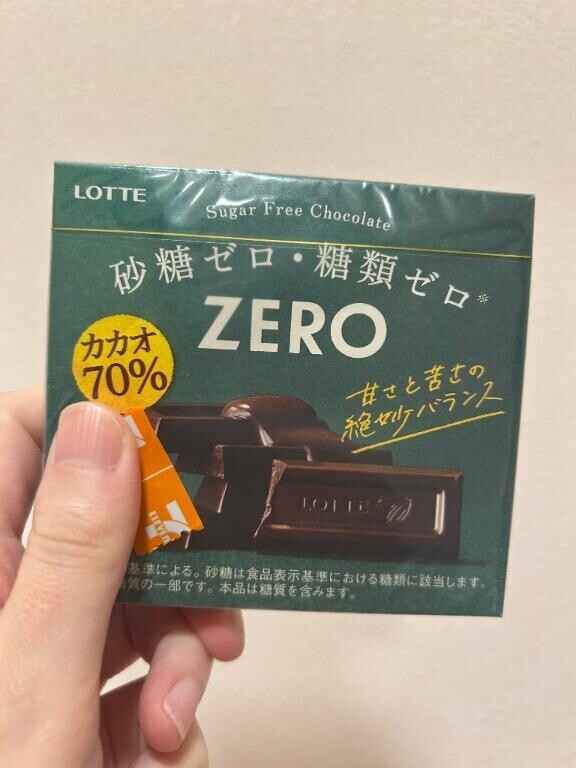 LOTTE
Sugar Free Chocolate
砂糖ゼロ・糖類ゼロ※
ZERO
カカオ
70%
甘さと苦さの
絶妙バランス
LOTTE
7
ELEVEN
基準による。砂糖は食品表示基準における糖類に該当します。
質の一部です。本品は糖質を含みます。